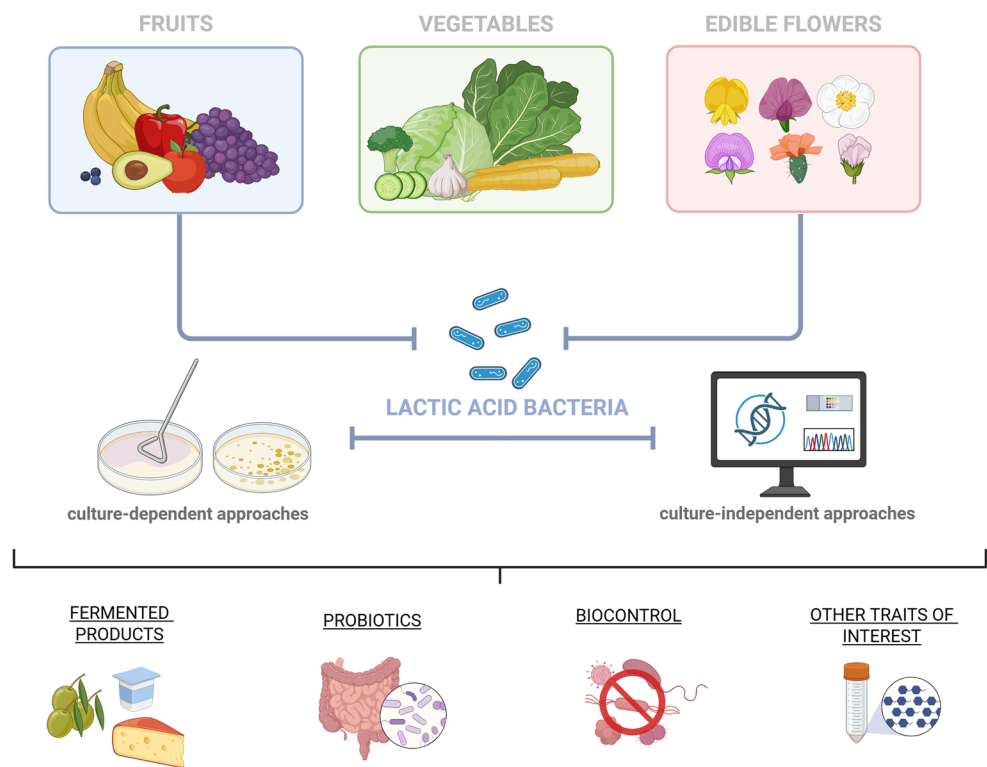 FRUITS
VEGETABLES
EDIBLE FLOWERS
LACTIC ACID BACTERIA
culture-dependent approaches
culture-independent approaches
FERMENTED
PRODUCTS
PROBIOTICS
BIOCONTROL
OTHER TRAITS OF
INTEREST